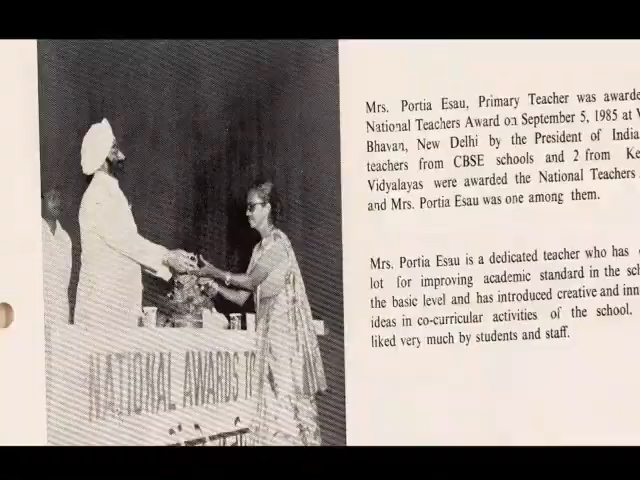 Mrs. Portia Esau, Primary Teacher was awarde
National Teachers Award on September 5, 1985 at V
Bhavan, New Delhi by the President of India
teachers from CBSE schools and 2 from Ke
Vidyalayas were awarded the National Teachers
and Mrs. Portia Esau was one among them.
Mrs. Portia Esau is a dedicated teacher who has
lot for improving academic standard in the sch
the basic level and has introduced creative and inn
ideas in co-curricular activities of the school.
liked very much by students and staff.
NATIONAL AWARDS TO